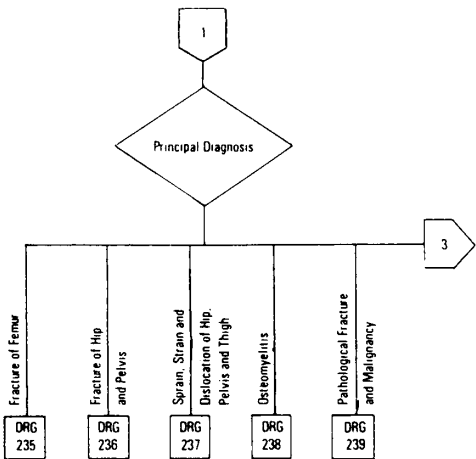 1
Principal Diagnosis
3
Fracture of Femur
Fracture of Hip
and Pelvis
Sprain, Strain and
Dislocation of Hip,
Pelvis and Thigh
Osteomyelitis
Pathological Fracture
and Malignancy
DRG
235
DRG
236
DRG
237
DRG
238
DRG
239